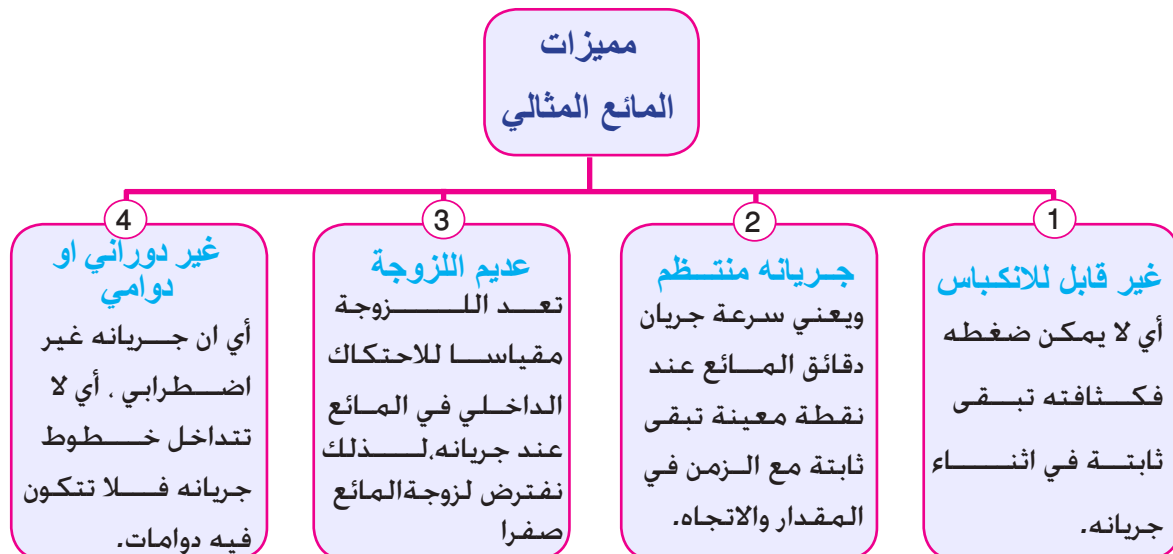 مميزات
المائع المثالي
1
غير قابل للانكباس
أي لا يمكن ضغطه
فكثافته تبقى
ثابتة في اثناء
جريانه.
2
جريانه منتظم
ويعني سرعة جريان
دقائق المائع عند
نقطة معينة تبقى
ثابتة مع الزمن في
المقدار والاتجاه.
3
عديم اللزوجة
تعد اللزوجة
مقياسا للاحتكاك
الداخلي في المائع
عند جريانه،لذلك
نفترض لزوجةالمائع
صفرا
4
غير دوراني او
دوامي
أي ان جريانه غير
اضطرابي ، أي لا
تتداخل خطوط
جريانه فلا تتكون
فيه دوامات.